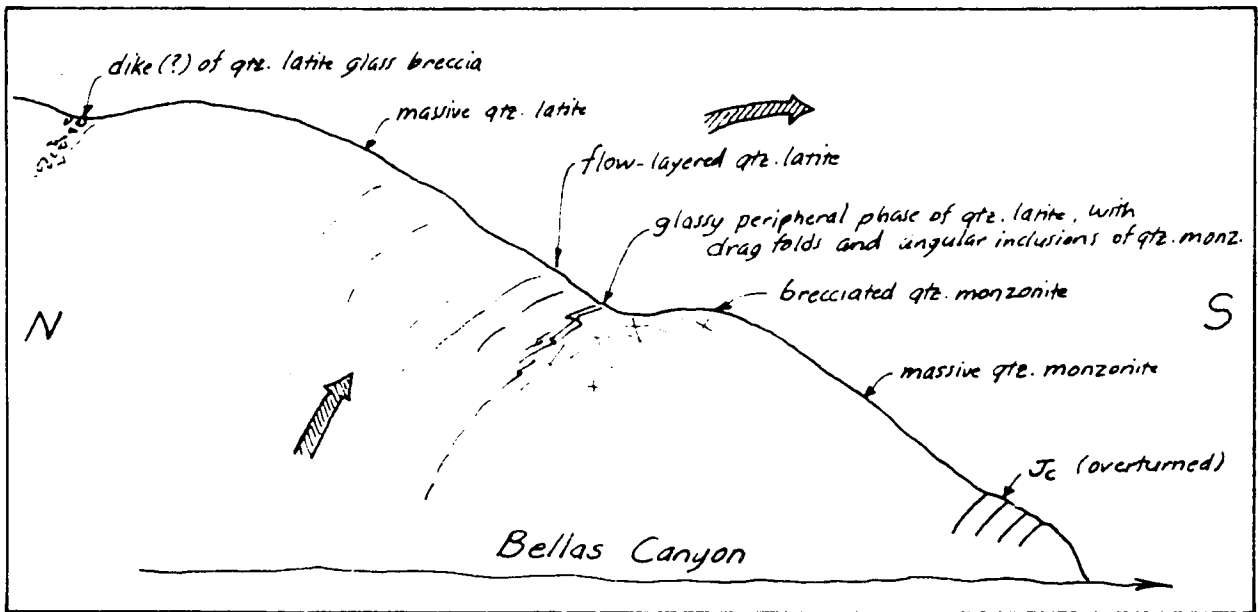 dike (?) of qtz. latite glass breccia
massive qtz. latite
flow-layered qtz. latite
glassy peripheral phase of qtz. latite, with
drag folds and angular inclusions of qtz. monz.
brecciated qtz. monzonite
N
S
massive qtz. monzonite
Jc (overturned)
Bellas Canyon